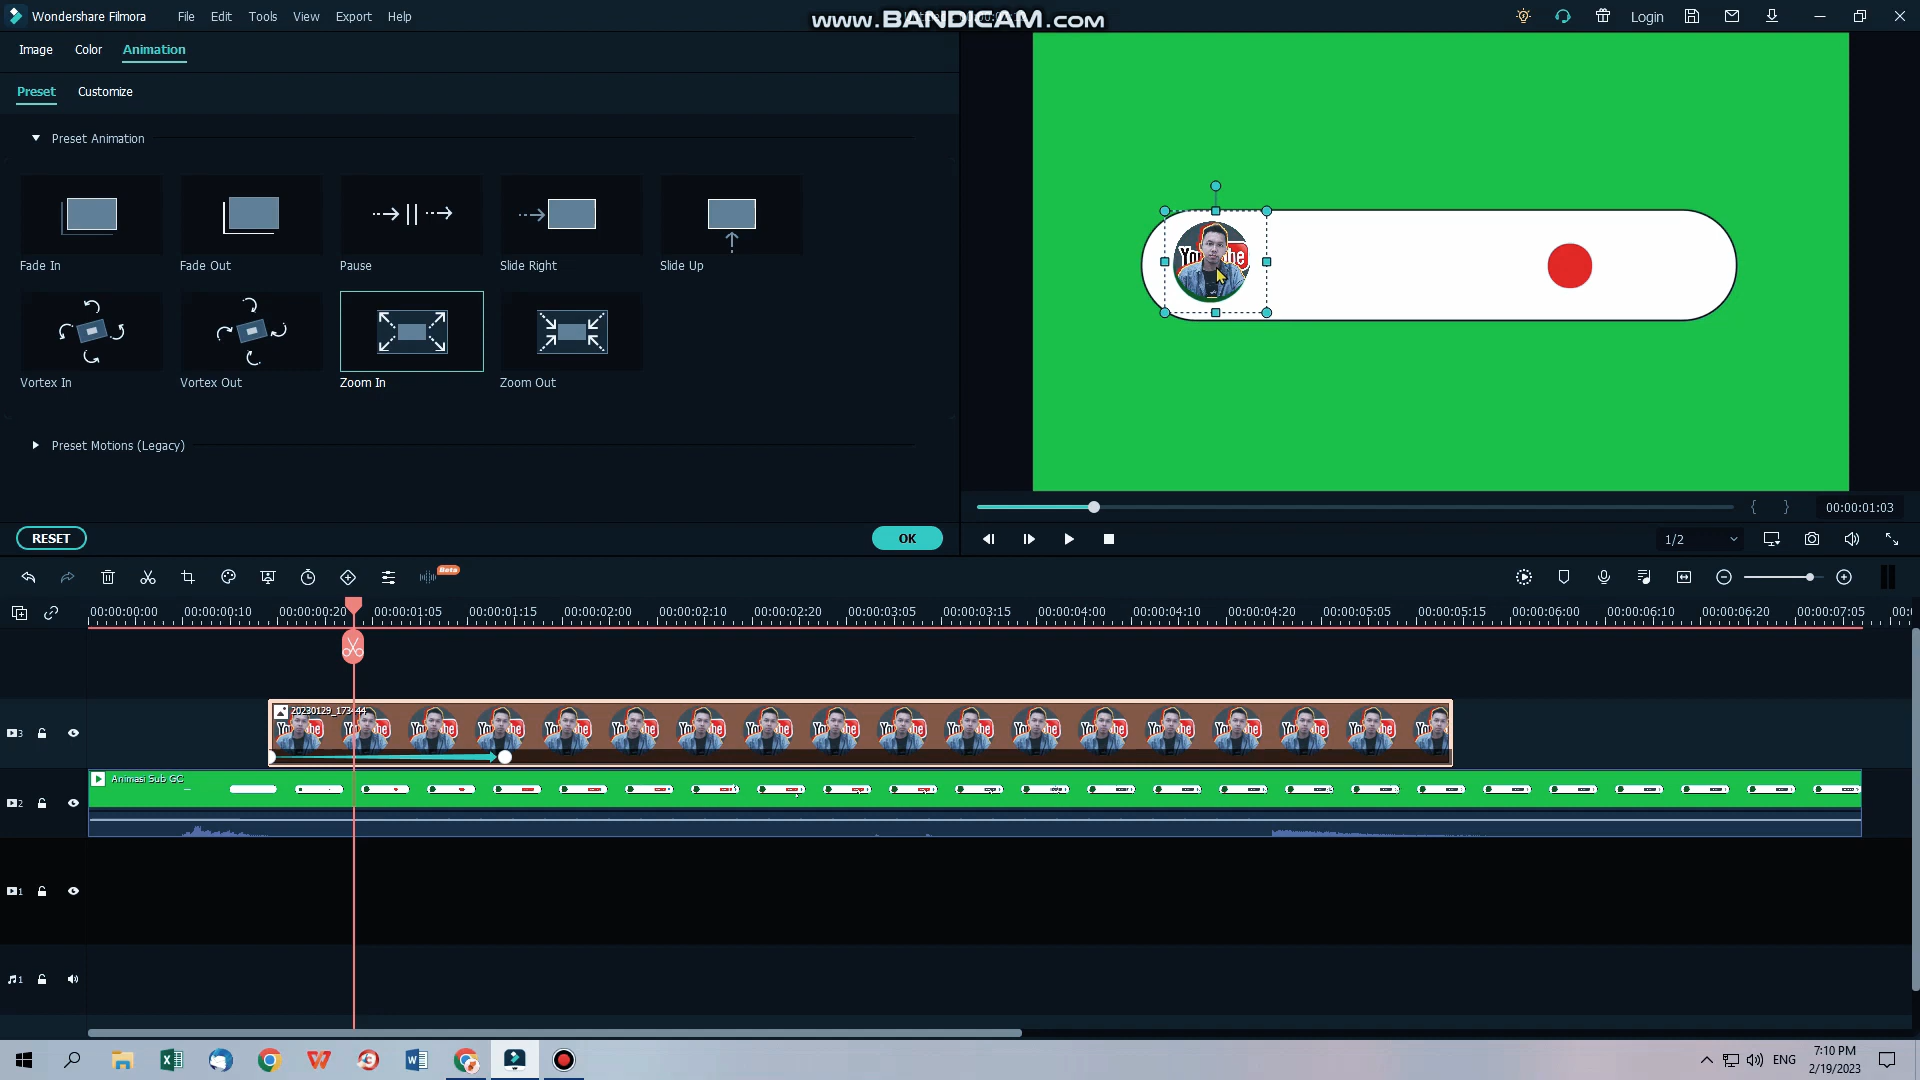 Wondershare Filmora File Edit Tools View Export Help
www.BANDICAM.com
Login
Image Color Animation
Preset Customize
Preset Animation
Fade In Fade Out Pause Slide Right Slide Up
Vortex In Vortex Out Zoom In Zoom Out
Preset Motions (Legacy)
RESET OK
YouTube
00:00:01:03
1/2
Beta
00:00:00:00 00:00:00:10 00:00:00:20 00:00:01:05 00:00:01:15 00:00:02:00 00:00:02:10 00:00:02:20 00:00:03:05 00:00:03:15 00:00:04:00 00:00:04:10 00:00:04:20 00:00:05:05 00:00:05:15 00:00:06:00 00:00:06:10 00:00:06:20 00:00:07:05
20230129_173444
3
Animasi Sub GC
2
1
1
ENG
7:10 PM
2/19/2023